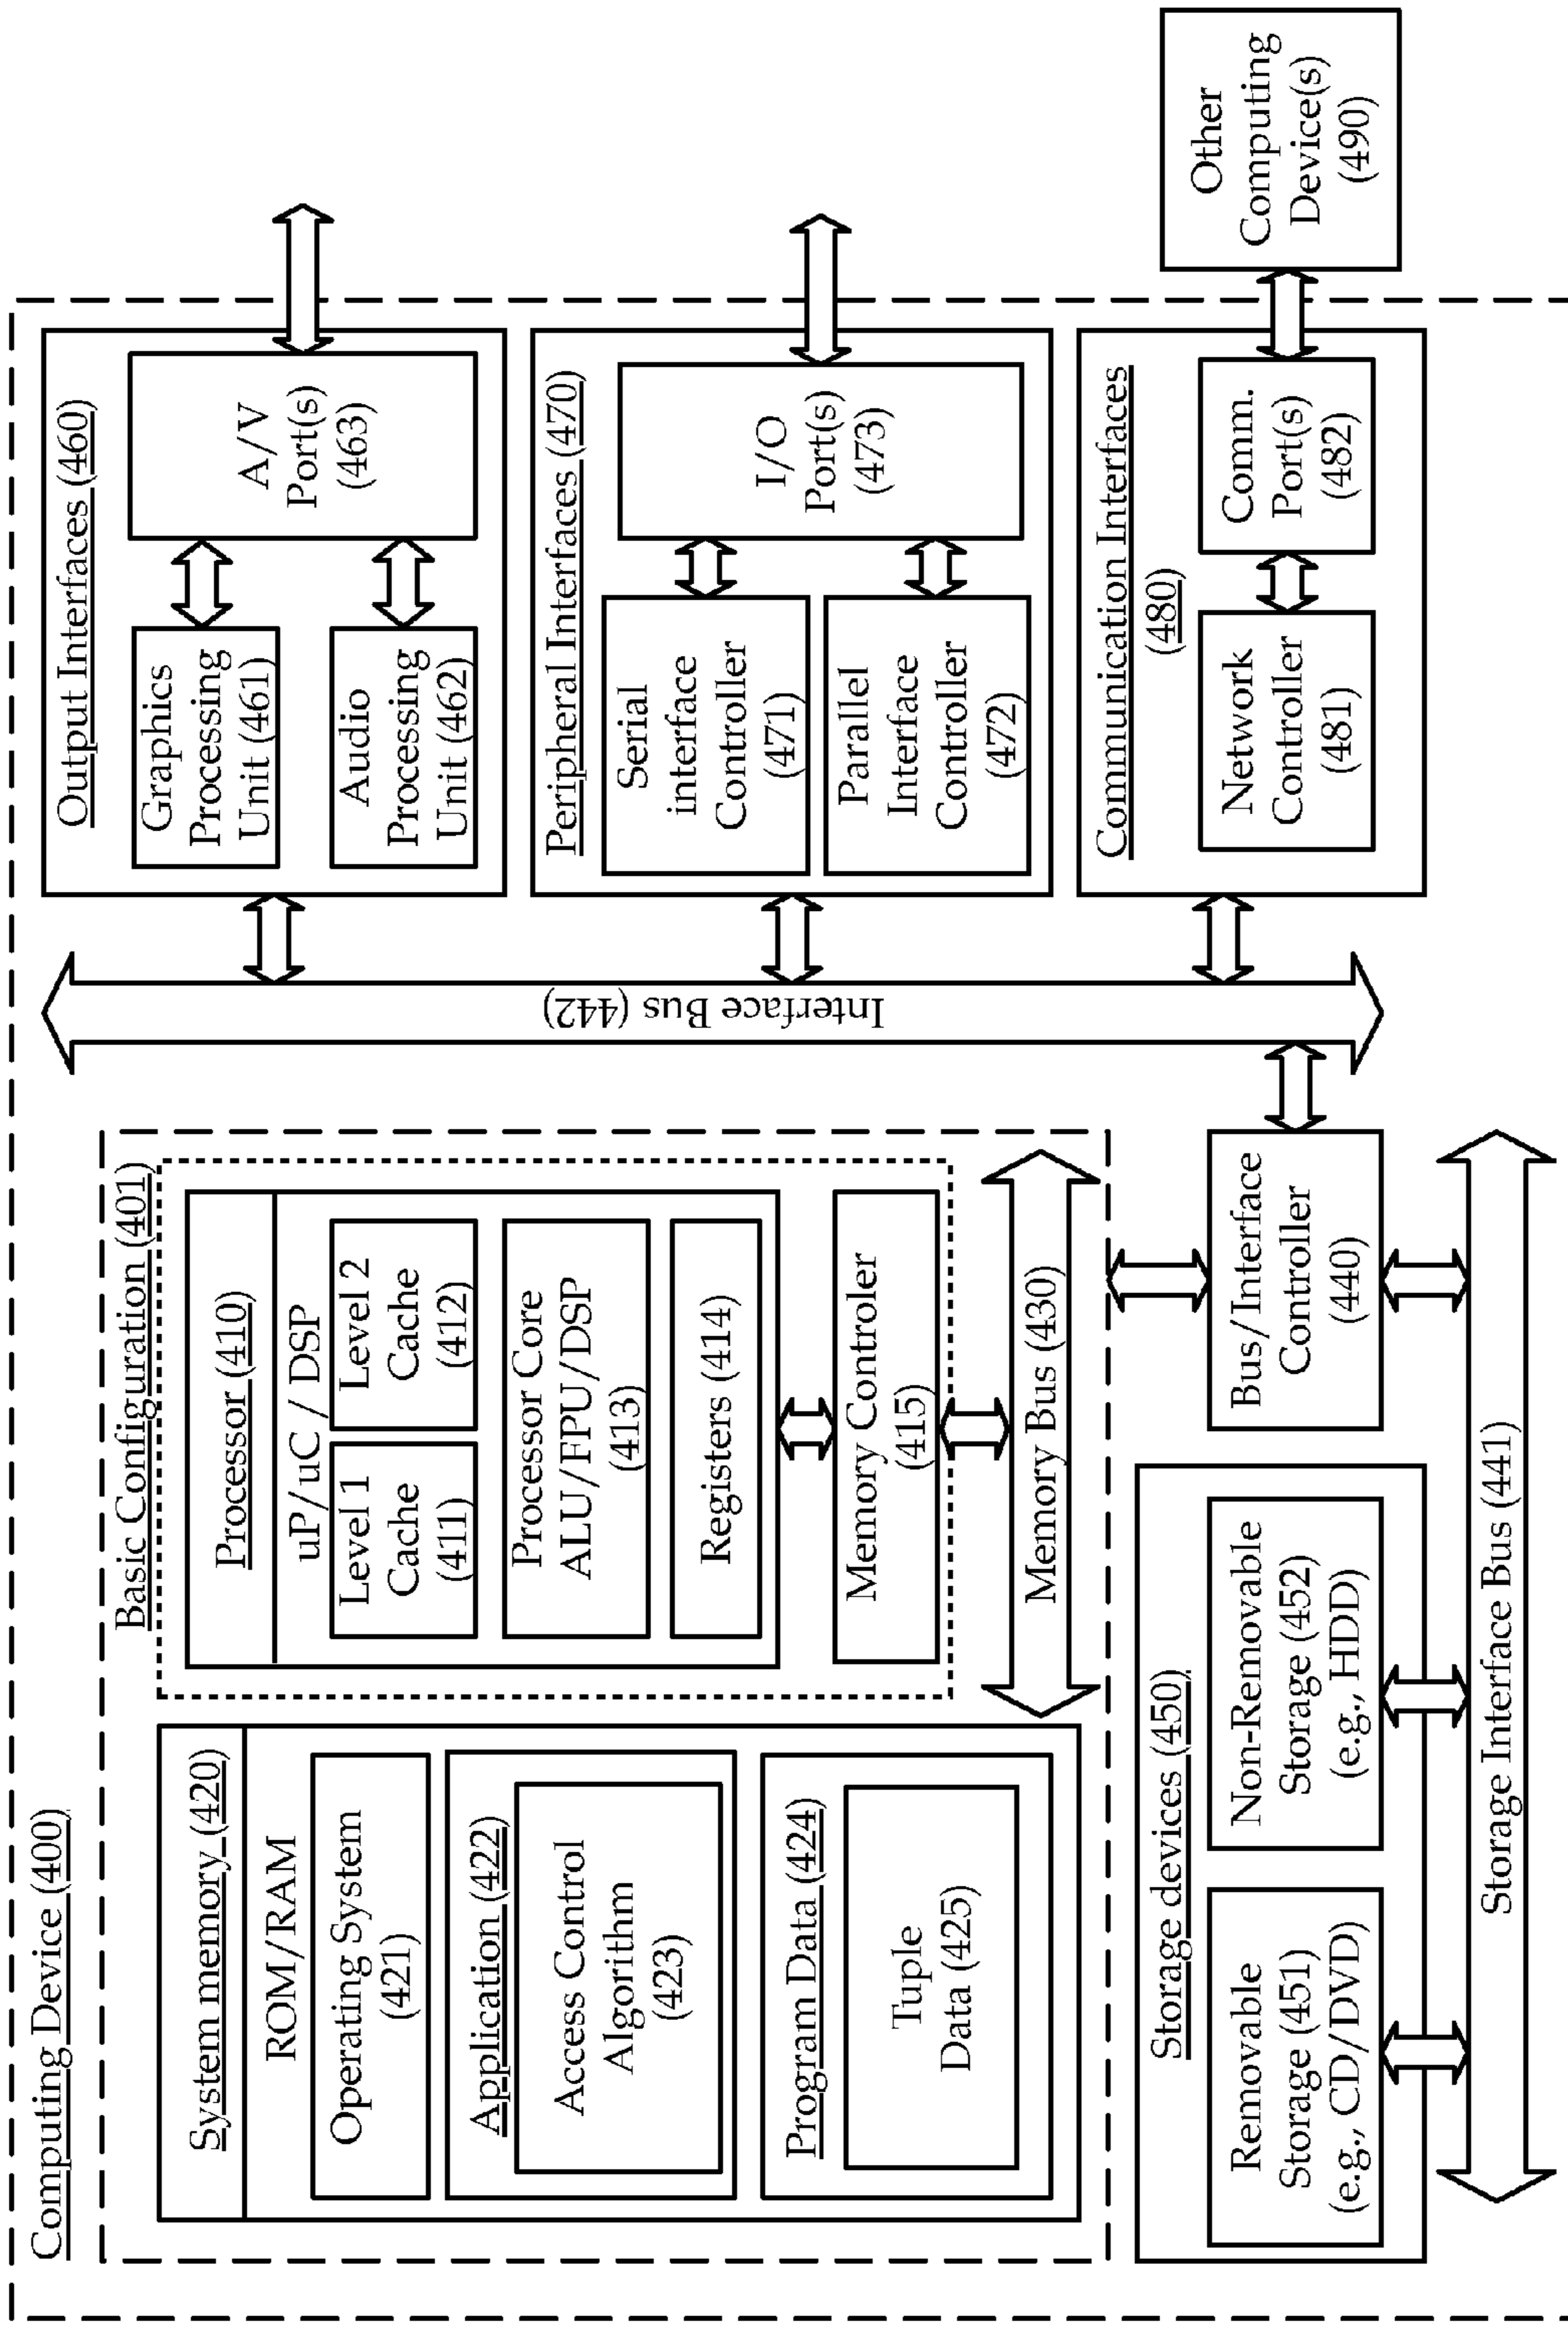 Computing Device (400)
Basic Configuration (401)
System memory (420)
ROM/RAM
Operating System
(421)
Application (422)
Access Control
Algorithm
(423)
Program Data (424)
Tuple
Data (425)
Processor (410)
uP/uC / DSP
Level 1
Cache
(411)
Level 2
Cache
(412)
Processor Core
ALU/FPU/DSP
(413)
Registers (414)
Memory Controler
(415)
Memory Bus (430)
Storage devices (450)
Removable
Storage (451)
(e.g., CD/DVD)
Non-Removable
Storage (452)
(e.g., HDD)
Bus/Interface
Controller
(440)
Storage Interface Bus (441)
Interface Bus (442)
Output Interfaces (460)
Graphics
Processing
Unit (461)
Audio
Processing
Unit (462)
A/V
Port(s)
(463)
Peripheral Interfaces (470)
Serial
interface
Controller
(471)
Parallel
Interface
Controller
(472)
I/O
Port(s)
(473)
Communication Interfaces
(480)
Network
Controller
(481)
Comm.
Port(s)
(482)
Other
Computing
Device(s)
(490)